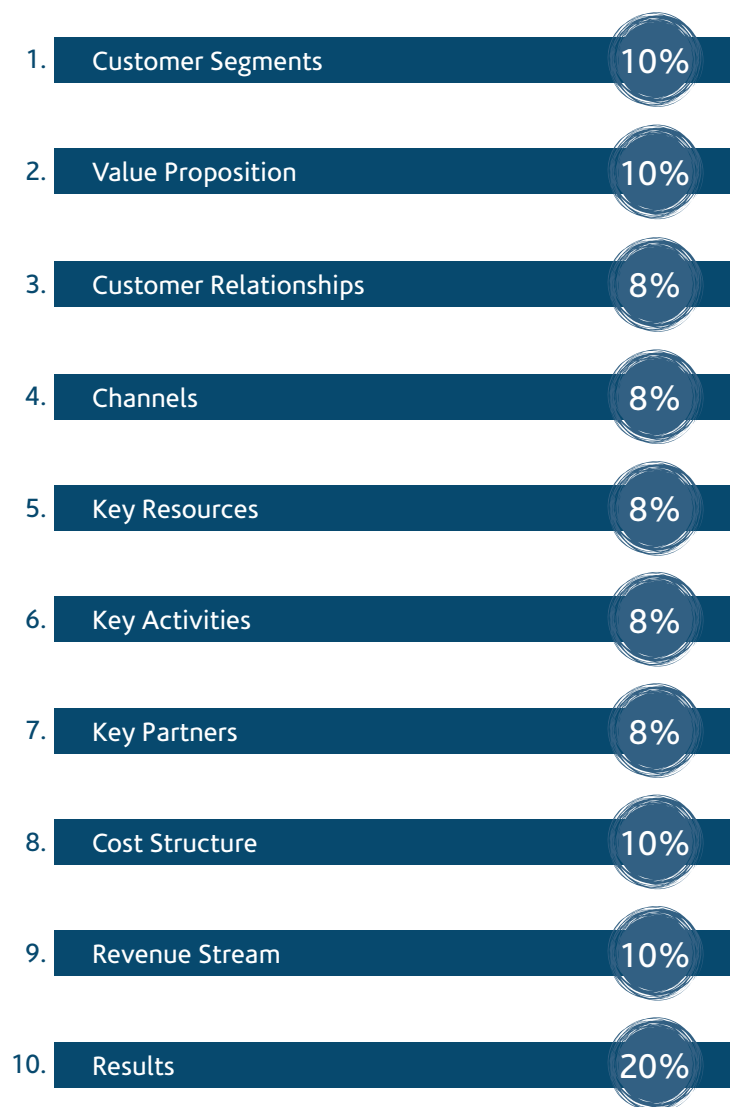 1. Customer Segments 10%
2. Value Proposition 10%
3. Customer Relationships 8%
4. Channels 8%
5. Key Resources 8%
6. Key Activities 8%
7. Key Partners 8%
8. Cost Structure 10%
9. Revenue Stream 10%
10. Results 20%